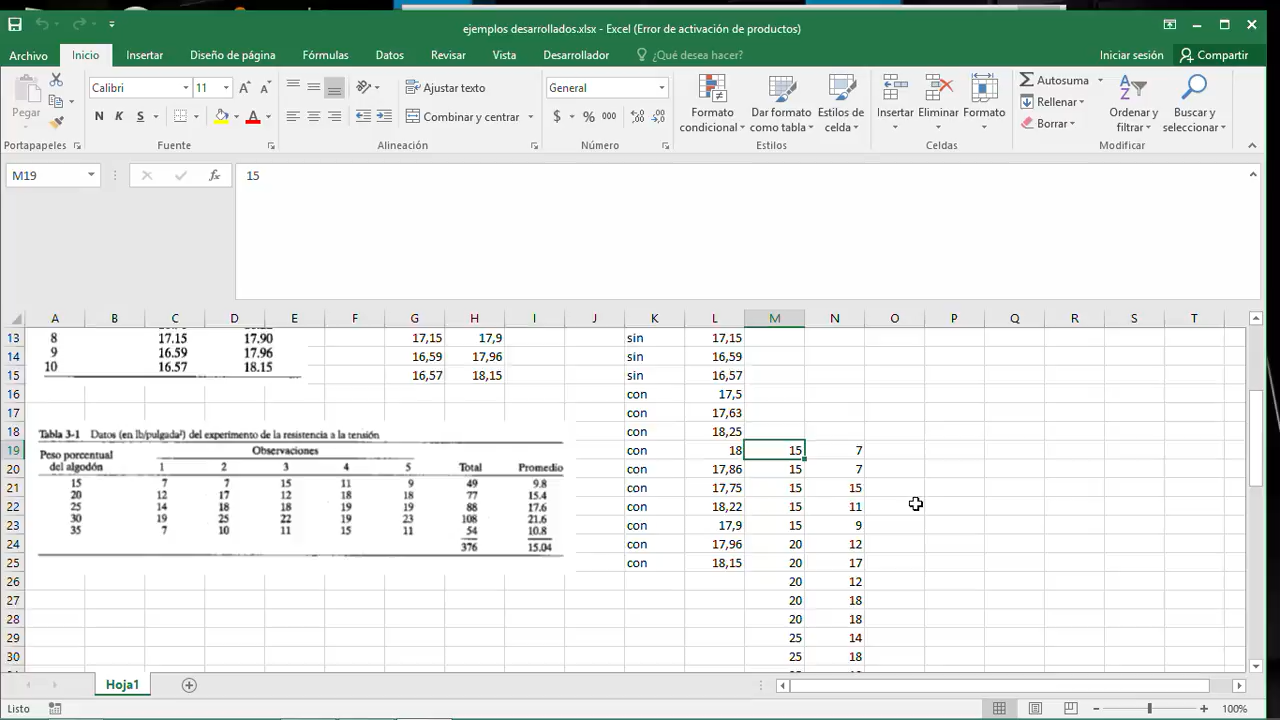 ejemplos desarrollados.xlsx - Excel (Error de activación de productos)
Archivo Inicio Insertar Diseño de página Fórmulas Datos Revisar Vista Desarrollador ¿Qué desea hacer? Iniciar sesión Compartir
Pegar
Portapapeles
Calibri 11
N K S
Fuente
Ajustar texto
Combinar y centrar
Alineación
General
$ % 000
Número
Formato condicional
Dar formato como tabla
Estilos de celda
Estilos
Insertar Eliminar Formato
Celdas
Autosuma
Rellenar
Borrar
Ordenar y filtrar
Buscar y seleccionar
Modificar
M19 fx 15
A B C D E F G H I J K L M N O P Q R S T
13 8 17.15 17.90 17,15 17,9 sin 17,15
14 9 16.59 17.96 16,59 17,96 sin 16,59
15 10 16.57 18.15 16,57 18,15 sin 16,57
16 con 17,5
17 con 17,63
18 con 18,25
19 con 18 15 7
20 con 17,86 15 7
21 con 17,75 15 15
22 con 18,22 15 11
23 con 17,9 15 9
24 con 17,96 20 12
25 con 18,15 20 17
26 20 12
27 20 18
28 20 18
29 25 14
30 25 18
Tabla 3-1 Datos (en lb/pulgada²) del experimento de la resistencia a la tensión
Peso porcentual del algodón
Observaciones
1 2 3 4 5 Total Promedio
15 7 7 15 11 9 49 9.8
20 12 17 12 18 18 77 15.4
25 14 18 18 19 19 88 17.6
30 19 25 22 19 23 108 21.6
35 7 10 11 15 11 54 10.8
376 15.04
Hoja1
Listo 100%